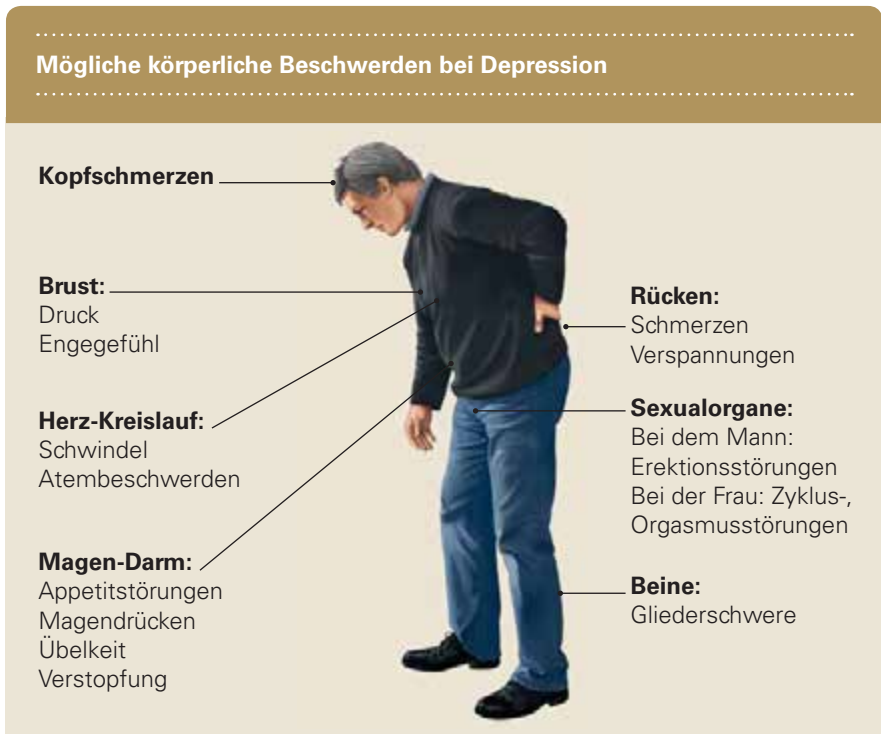 Mögliche körperliche Beschwerden bei Depression
Kopfschmerzen
Brust:
Druck
Engegefühl
Herz-Kreislauf:
Schwindel
Atembeschwerden
Magen-Darm:
Appetitstörungen
Magendrücken
Übelkeit
Verstopfung
Rücken:
Schmerzen
Verspannungen
Sexualorgane:
Bei dem Mann:
Erektionsstörungen
Bei der Frau: Zyklus-,
Orgasmusstörungen
Beine:
Gliederschwere